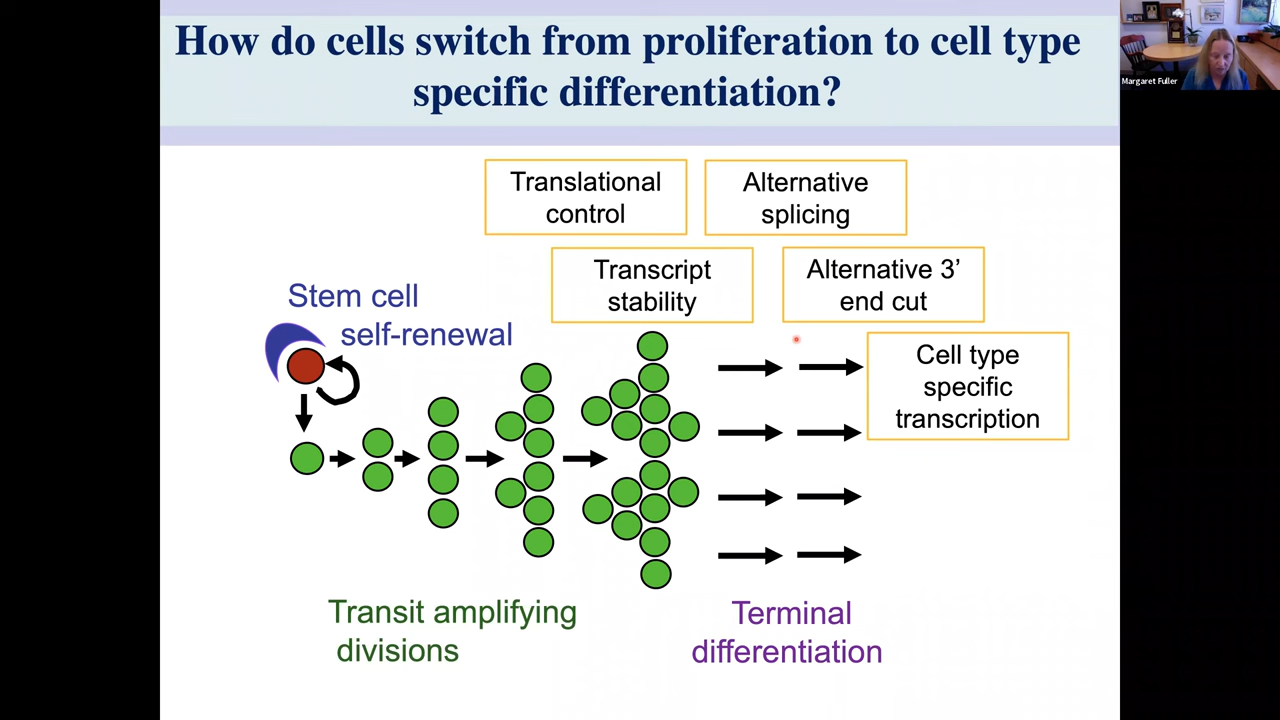 How do cells switch from proliferation to cell type
specific differentiation?
Margaret Fuller
Translational
control
Alternative
splicing
Transcript
stability
Alternative 3’
end cut
Stem cell
self-renewal
Cell type
specific
transcription
Transit amplifying
divisions
Terminal
differentiation